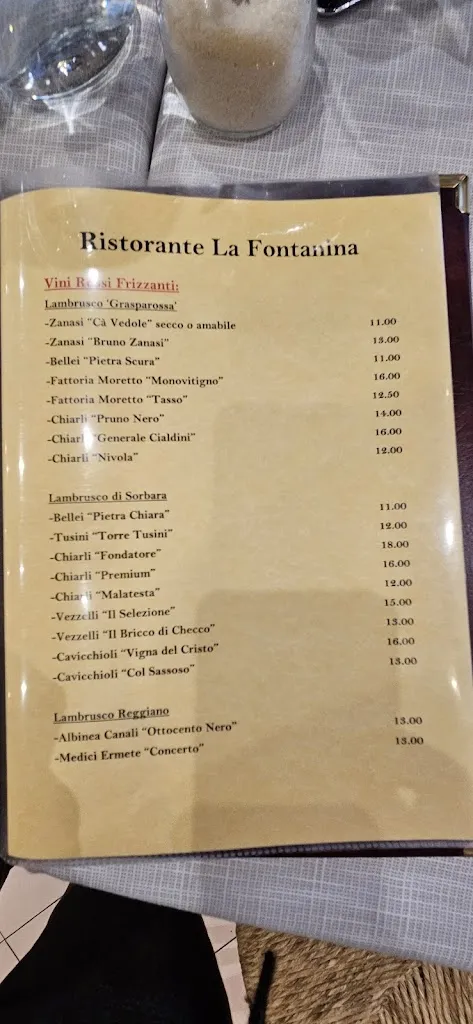 Ristorante La Fontanina
Vini Rossi Frizzanti:
Lambrusco 'Grasparossa'
-Zanasi "Cà Vedole" secco o amabile 11.00
-Zanasi "Bruno Zanasi" 13.00
-Bellei "Pietra Scura" 11.00
-Fattoria Moretto "Monovitigno" 16.00
-Fattoria Moretto "Tasso" 12.50
-Chiarli "Pruno Nero" 14.00
-Chiarli "Generale Cialdini" 16.00
-Chiarli "Nivola" 12.00
Lambrusco di Sorbara
-Bellei "Pietra Chiara" 11.00
-Tusini "Torre Tusini" 12.00
-Chiarli "Fondatore" 18.00
-Chiarli "Premium" 16.00
-Chiarli "Malatesta" 12.00
-Vezzelli "Il Selezione" 15.00
-Vezzelli "Il Bricco di Checco" 13.00
-Cavicchioli "Vigna del Cristo" 16.00
-Cavicchioli "Col Sassoso" 13.00
Lambrusco Reggiano
-Albinea Canali "Ottocento Nero" 13.00
-Medici Ermete "Concerto" 13.00